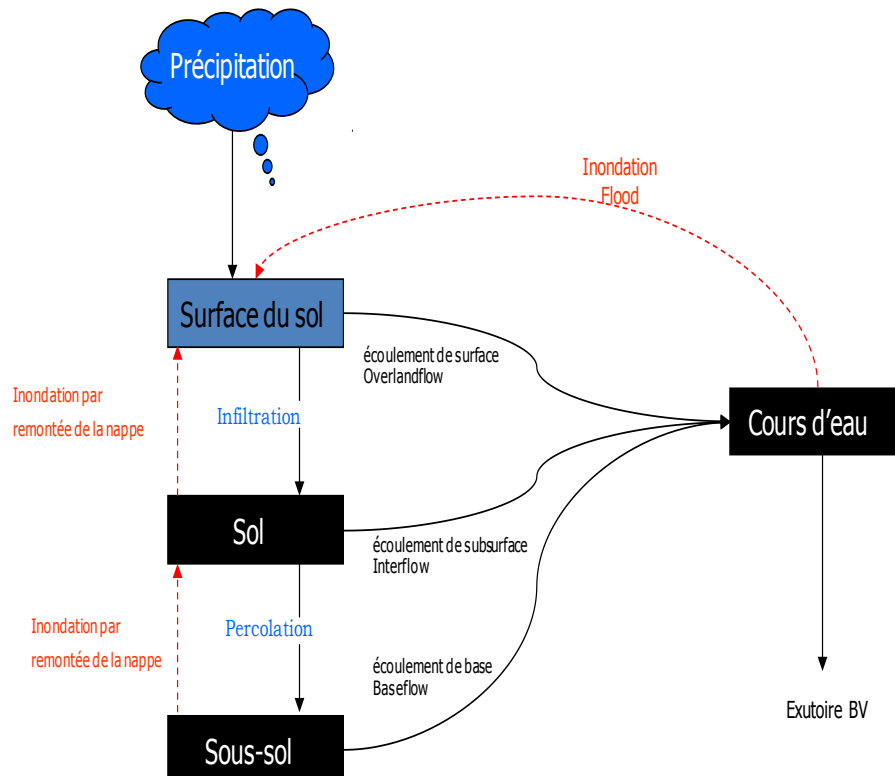 Précipitation
Inondation
Flood
Surface du sol
écoulement de surface
Overlandflow
Inondation par
remontée de la nappe
Infiltration
Cours d'eau
Sol
écoulement de subsurface
Interflow
Inondation par
remontée de la nappe
Percolation
écoulement de base
Baseflow
Exutoire BV
Sous-sol